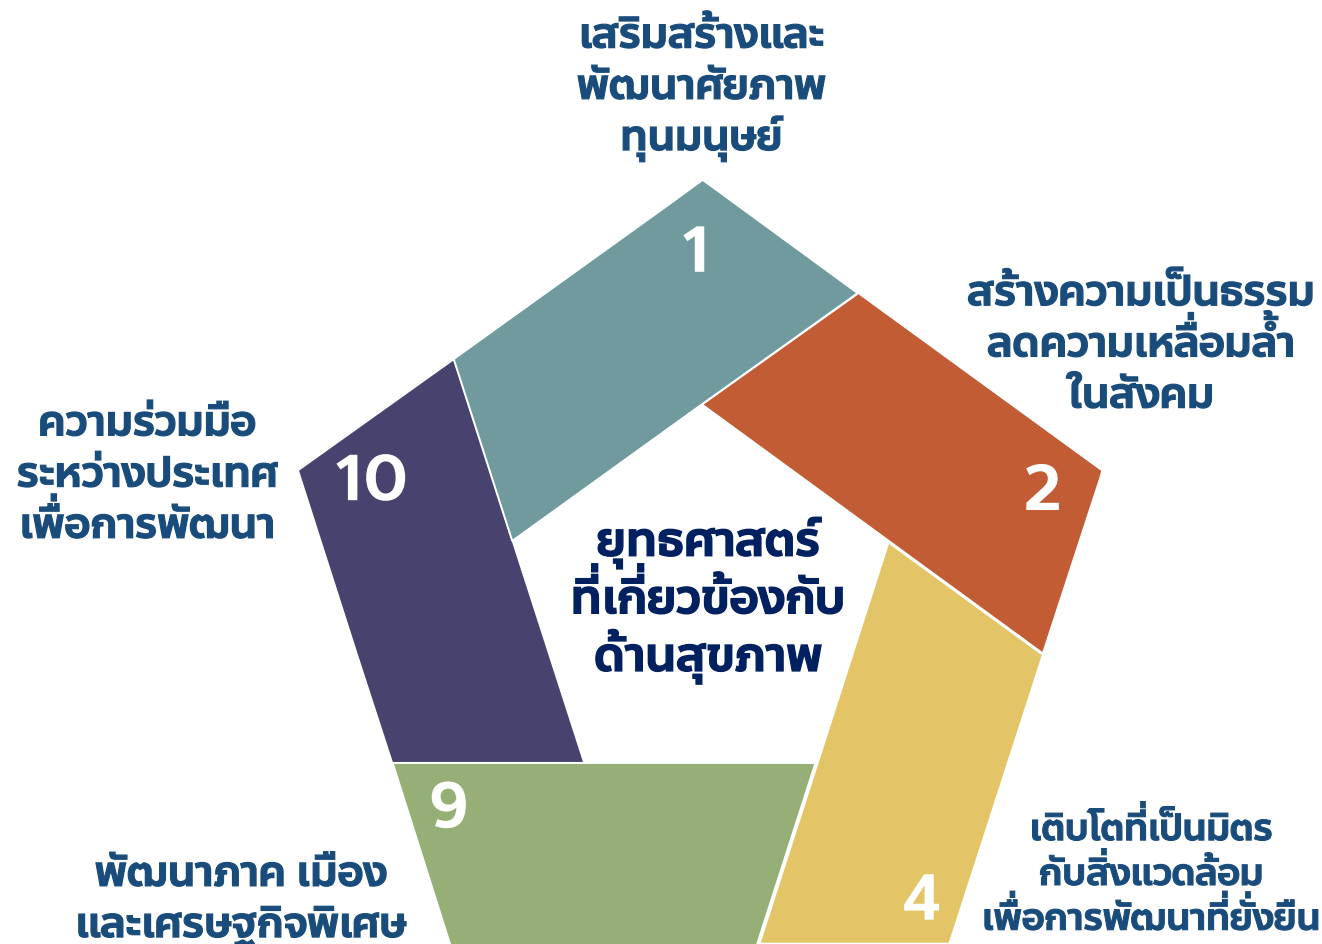 เสริมสร้างและ
พัฒนาศัยภาพ
ทุนมนุษย์
1
สร้างความเป็นธรรม
ลดความเหลื่อมล้ำ
ในสังคม
2
ความร่วมมือ
ระหว่างประเทศ
เพื่อการพัฒนา
10
ยุทธศาสตร์
ที่เกี่ยวข้องกับ
ด้านสุขภาพ
9
พัฒนาภาค เมือง
และเศรษฐกิจพิเศษ
4
เติบโตที่เป็นมิตร
กับสิ่งแวดล้อม
เพื่อการพัฒนาที่ยั่งยืน